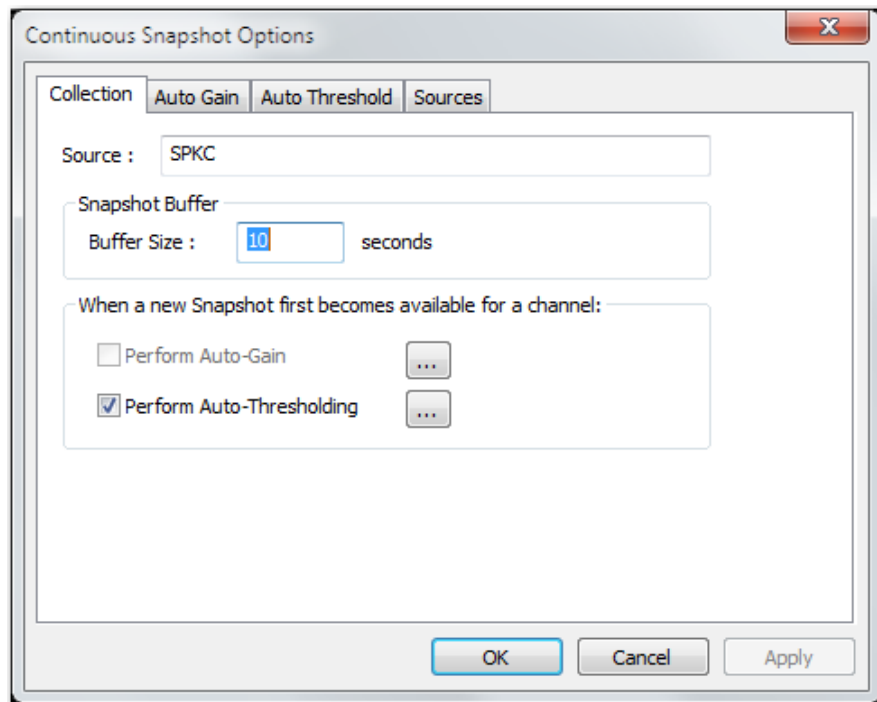 Continuous Snapshot Options
Collection Auto Gain Auto Threshold Sources
Source : SPKC
Snapshot Buffer
Buffer Size : 10 seconds
When a new Snapshot first becomes available for a channel:
Perform Auto-Gain ...
Perform Auto-Thresholding ...
OK Cancel Apply